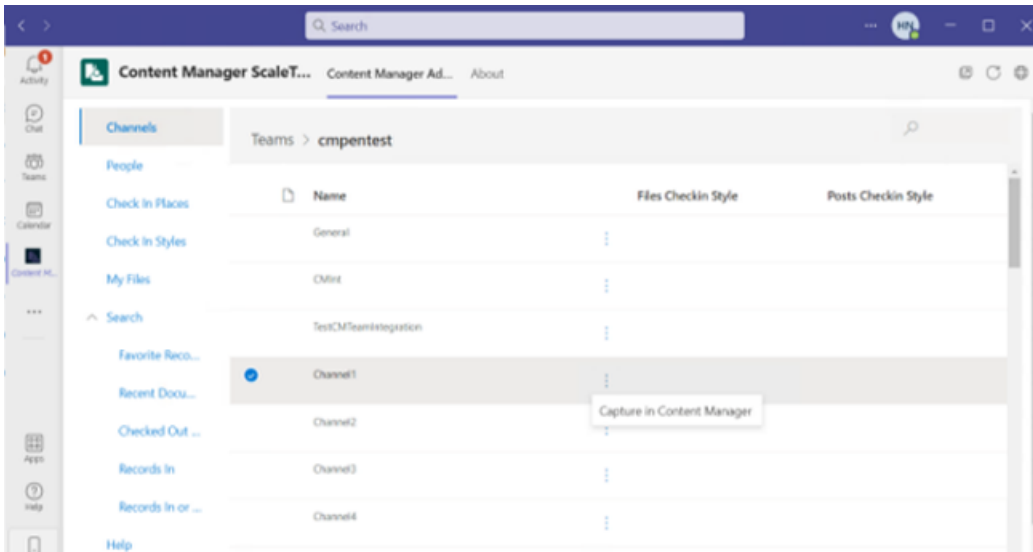 Search
HN
1
Activity
Chat
Teams
Calendar
Content M...
Apps
Help
Content Manager ScaleT... Content Manager Ad... About
Channels
People
Check In Places
Check In Styles
My Files
Search
Favorite Reco...
Recent Docu...
Checked Out ...
Records In
Records In or ...
Help
Teams > cmpentest
Name Files Checkin Style Posts Checkin Style
General
CMint
TestCMTeamIntegration
Channel1
Capture in Content Manager
Channel2
Channel3
Channel4